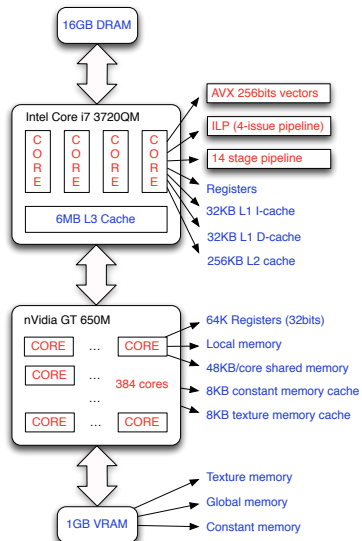 16GB DRAM
Intel Core i7 3720QM
CORE
CORE
CORE
CORE
6MB L3 Cache
AVX 256bits vectors
ILP (4-issue pipeline)
14 stage pipeline
Registers
32KB L1 I-cache
32KB L1 D-cache
256KB L2 cache
nVidia GT 650M
CORE ... CORE
CORE ...
384 cores
...
CORE ... CORE
64K Registers (32bits)
Local memory
48KB/core shared memory
8KB constant memory cache
8KB texture memory cache
1GB VRAM
Texture memory
Global memory
Constant memory